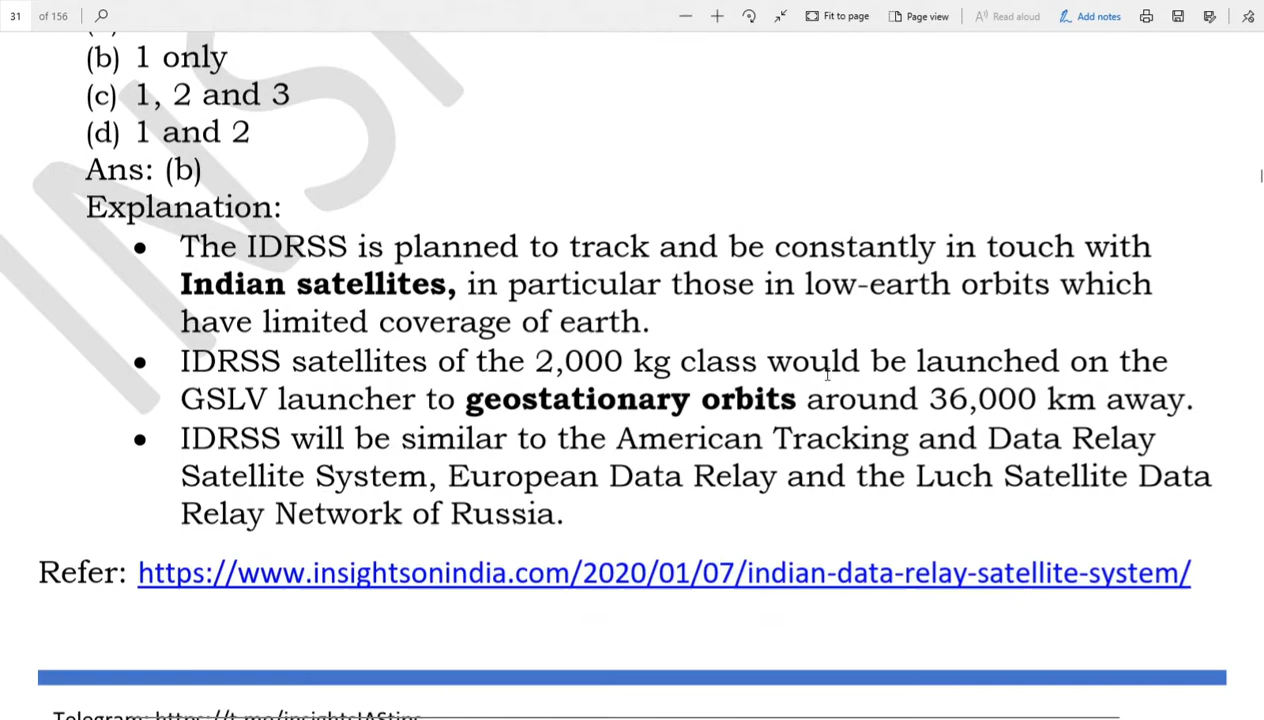 31 of 156 Fit to page Page view Read aloud Add notes
(b) 1 only
(c) 1, 2 and 3
(d) 1 and 2
Ans: (b)
Explanation:
• The IDRSS is planned to track and be constantly in touch with
Indian satellites, in particular those in low-earth orbits which
have limited coverage of earth.
• IDRSS satellites of the 2,000 kg class would be launched on the
GSLV launcher to geostationary orbits around 36,000 km away.
• IDRSS will be similar to the American Tracking and Data Relay
Satellite System, European Data Relay and the Luch Satellite Data
Relay Network of Russia.
Refer: https://www.insightsonindia.com/2020/01/07/indian-data-relay-satellite-system/
Telegram: https://t.me/insightsIAStips